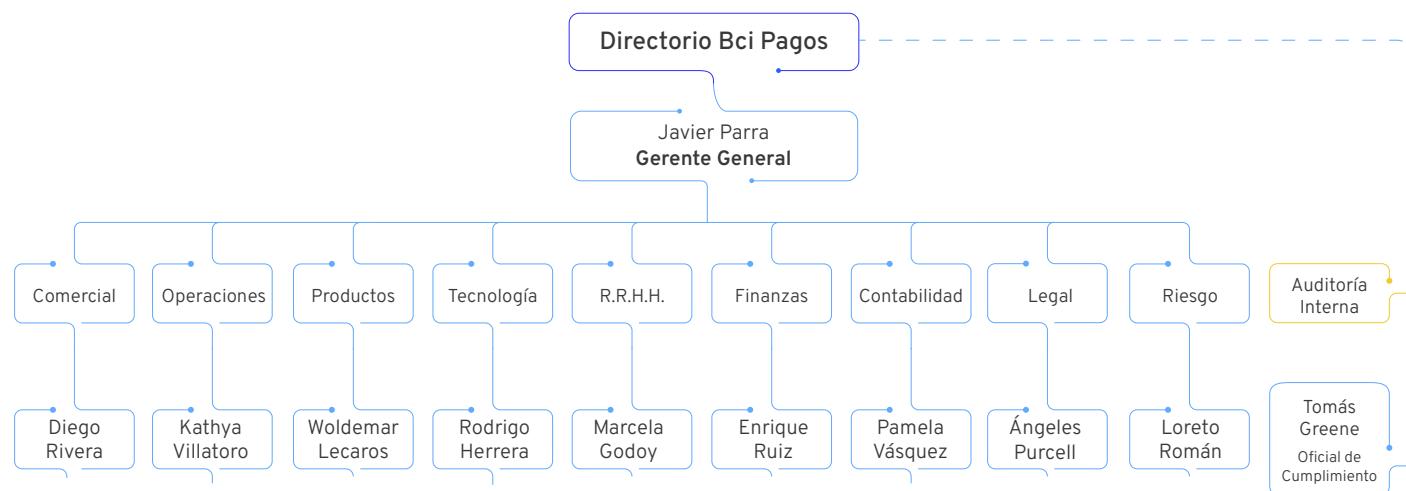 Directorio Bci Pagos
Javier Parra
Gerente General
Comercial
Operaciones
Productos
Tecnología
R.R.H.H.
Finanzas
Contabilidad
Legal
Riesgo
Auditoría
Interna
Diego
Rivera
Kathya
Villatoro
Woldemar
Lecaros
Rodrigo
Herrera
Marcela
Godoy
Enrique
Ruiz
Pamela
Vásquez
Ángeles
Purcell
Loreto
Román
Tomás
Greene
Oficial de
Cumplimiento